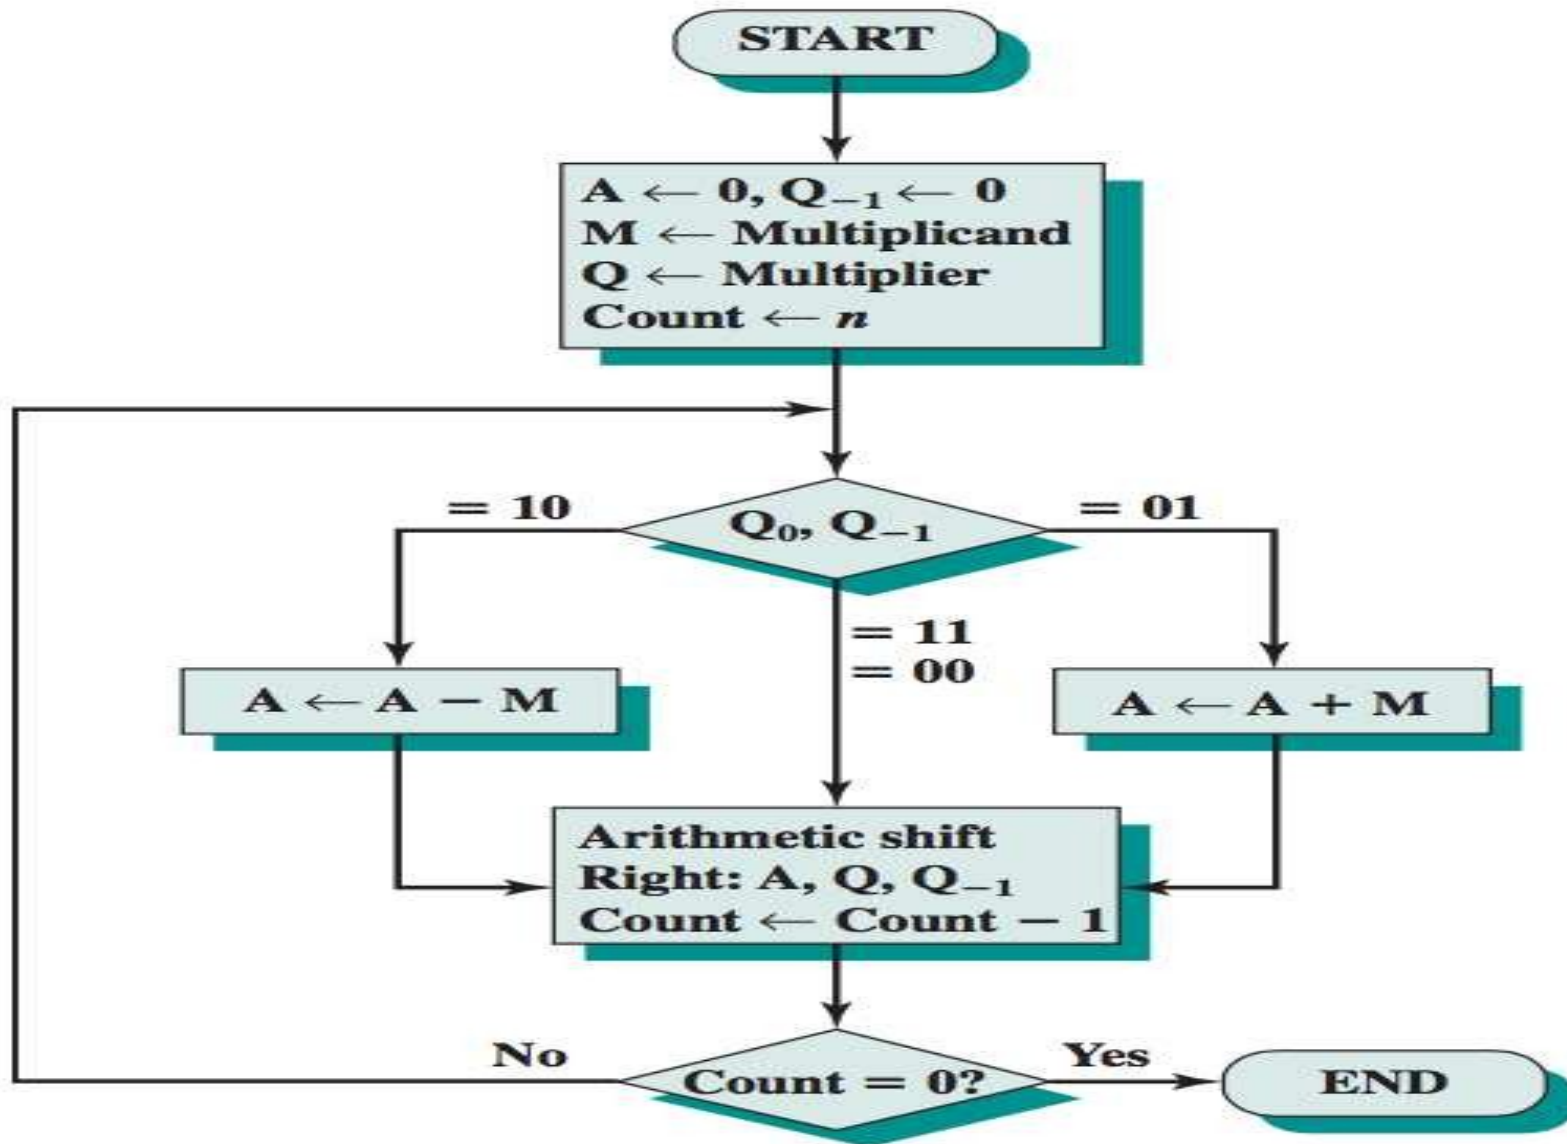 START
A ← 0, Q₋₁ ← 0
M ← Multiplicand
Q ← Multiplier
Count ← n
= 10
Q₀, Q₋₁
= 01
= 11
= 00
A ← A − M
A ← A + M
Arithmetic shift
Right: A, Q, Q₋₁
Count ← Count − 1
No
Count = 0?
Yes
END